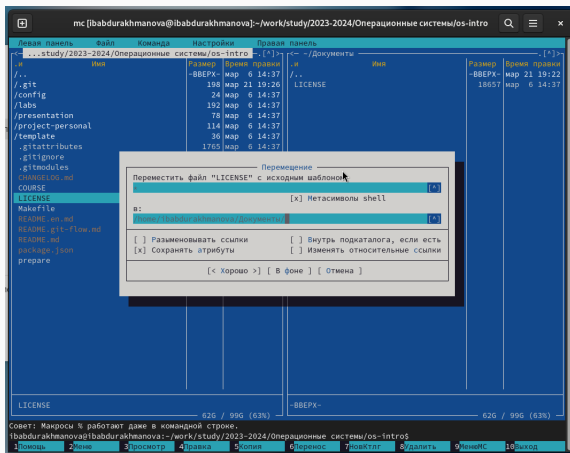 mc [ibabdurakhmanova@ibabdurakhmanova]:~/work/study/2023-2024/Операционные системы/os-intro
Левая панель Файл Команда Настройки Правая панель
<— ...study/2023-2024/Операционные системы/os-intro —.[^]>
.и Имя Размер Время правки
/.. -ВВЕРХ- мар 6 14:37
/.git 198 мар 21 19:26
/config 24 мар 6 14:37
/labs 192 мар 6 14:37
/presentation 78 мар 6 14:37
/project-personal 114 мар 6 14:37
/template 36 мар 6 14:37
.gitattributes 1765 мар 6 14:37
.gitignore
.gitmodules
CHANGELOG.md
COURSE
LICENSE
Makefile
README.en.md
README.git-flow.md
README.md
package.json
prepare
LICENSE
62G / 99G (63%)
<— ~/Документы —.[^]>
.и Имя Размер Время правки
/.. -ВВЕРХ- мар 21 19:22
LICENSE 18657 мар 6 14:37
-ВВЕРХ-
62G / 99G (63%)
Перемещение
Переместить файл "LICENSE" с исходным шаблоном:
* [^]
[x] Метасимволы shell
в:
/home/ibabdurakhmanova/Документы/ [^]
[ ] Разыменовывать ссылки [ ] Внутрь подкаталога, если есть
[x] Сохранять атрибуты [ ] Изменять относительные ссылки
[< Хорошо >] [ В фоне ] [ Отмена ]
Совет: Макросы % работают даже в командной строке.
ibabdurakhmanova@ibabdurakhmanova:~/work/study/2023-2024/Операционные системы/os-intro$
1Помощь 2Меню 3Просмотр 4Правка 5Копия 6Перенос 7НовКтлг 8Удалить 9МенюМС 10Выход